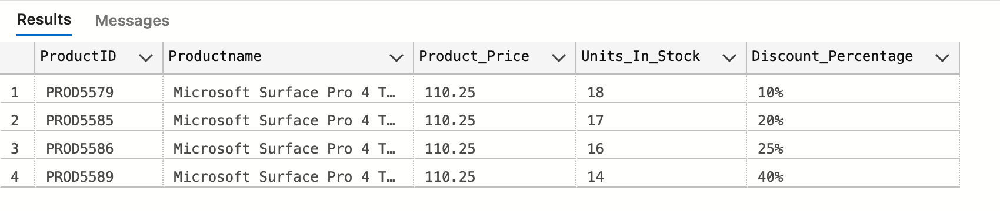 Results Messages
ProductID Productname Product_Price Units_In_Stock Discount_Percentage
1 PROD5579 Microsoft Surface Pro 4 T… 110.25 18 10%
2 PROD5585 Microsoft Surface Pro 4 T… 110.25 17 20%
3 PROD5586 Microsoft Surface Pro 4 T… 110.25 16 25%
4 PROD5589 Microsoft Surface Pro 4 T… 110.25 14 40%